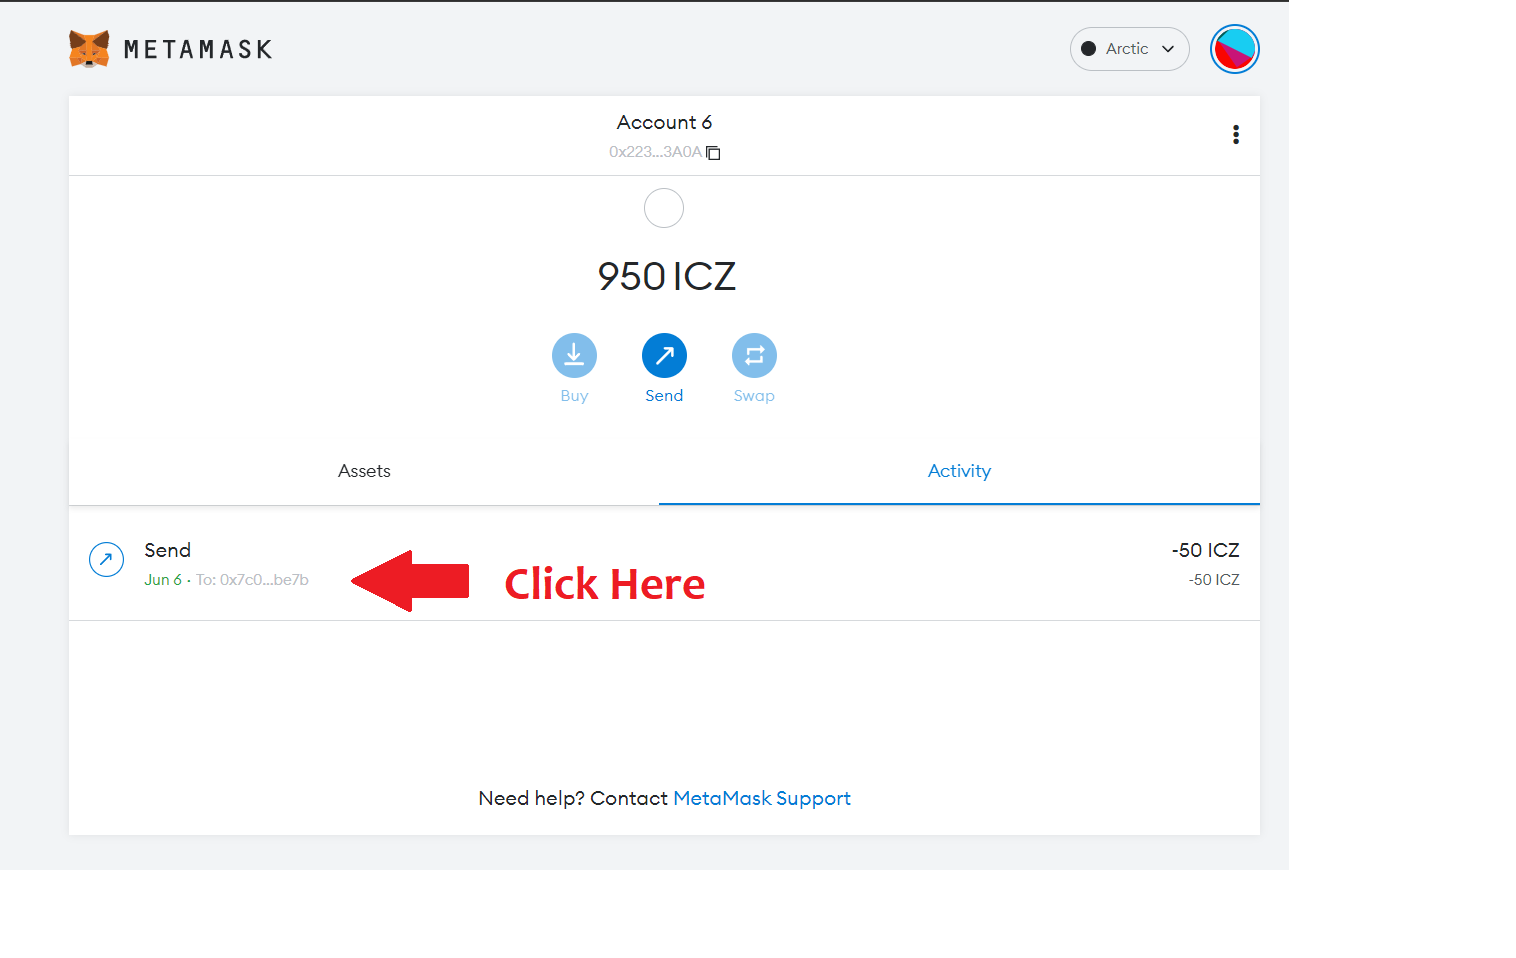 METAMASK
Arctic
Account 6
0x223...3A0A
950 ICZ
Buy
Send
Swap
Assets
Activity
Send
-50 ICZ
Jun 6 · To: 0x7c0...be7b
-50 ICZ
Click Here
Need help? Contact MetaMask Support